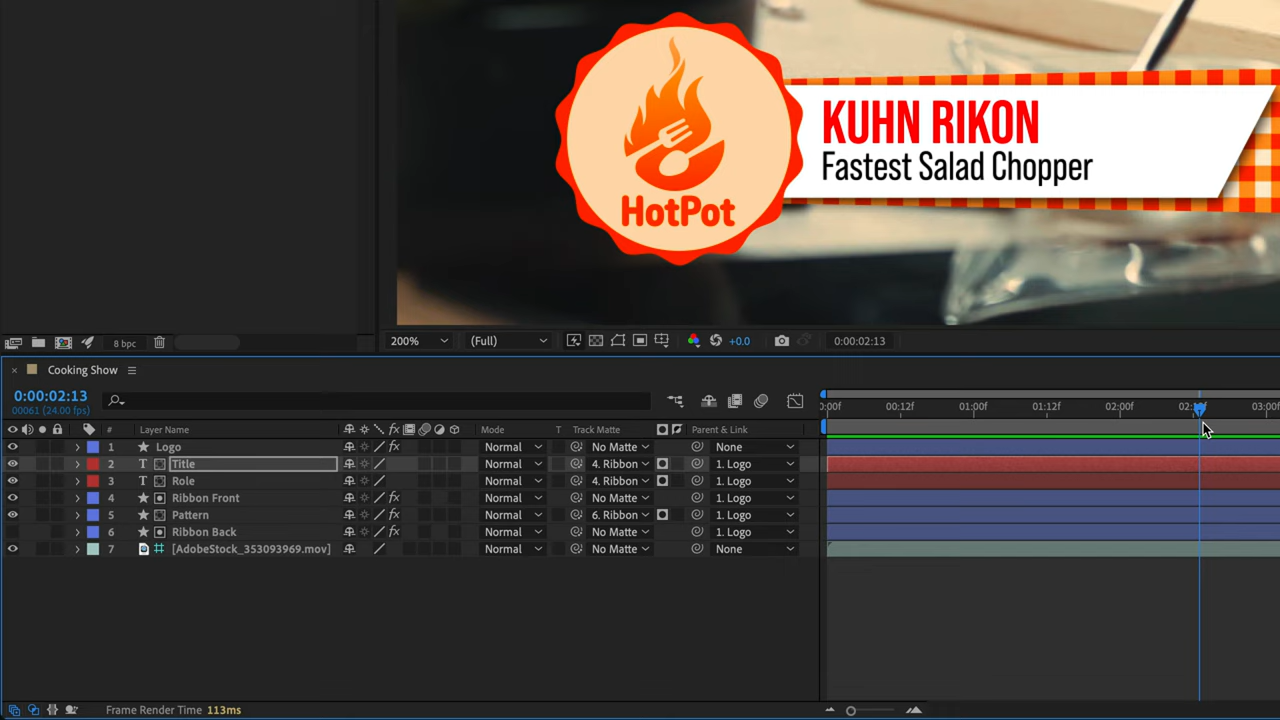 KUHN RIKON
Fastest Salad Chopper
HotPot
8 bpc
200%
(Full)
+0.0
0:00:02:13
Cooking Show
0:00:02:13
00061 (24.00 fps)
0:00f 00:12f 01:00f 01:12f 02:00f 02:12f 03:00f
# Layer Name Mode T Track Matte Parent & Link
1 Logo fx Normal No Matte None
2 T Title Normal 4. Ribbon 1. Logo
3 T Role Normal 4. Ribbon 1. Logo
4 Ribbon Front fx Normal No Matte 1. Logo
5 Pattern fx Normal 6. Ribbon 1. Logo
6 Ribbon Back fx Normal No Matte 1. Logo
7 [AdobeStock_353093969.mov] Normal No Matte None
Frame Render Time 113ms